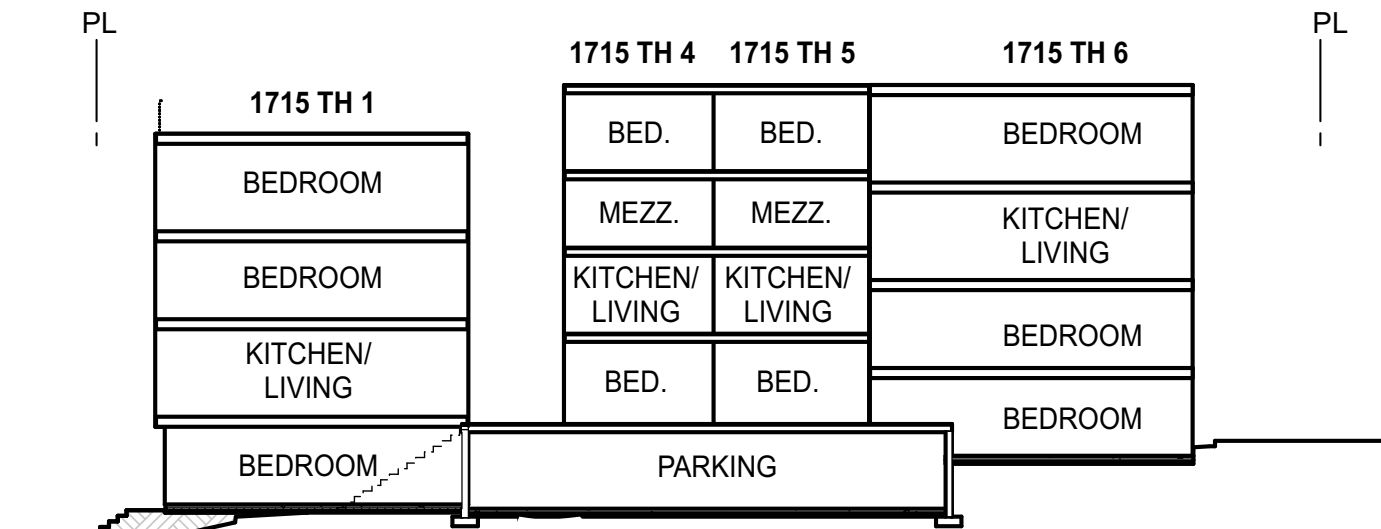 PL
PL
1715 TH 4
1715 TH 5
1715 TH 6
1715 TH 1
BED.
BED.
BEDROOM
BEDROOM
MEZZ.
MEZZ.
KITCHEN/
LIVING
BEDROOM
KITCHEN/
LIVING
KITCHEN/
LIVING
BEDROOM
KITCHEN/
LIVING
BED.
BED.
BEDROOM
BEDROOM
PARKING